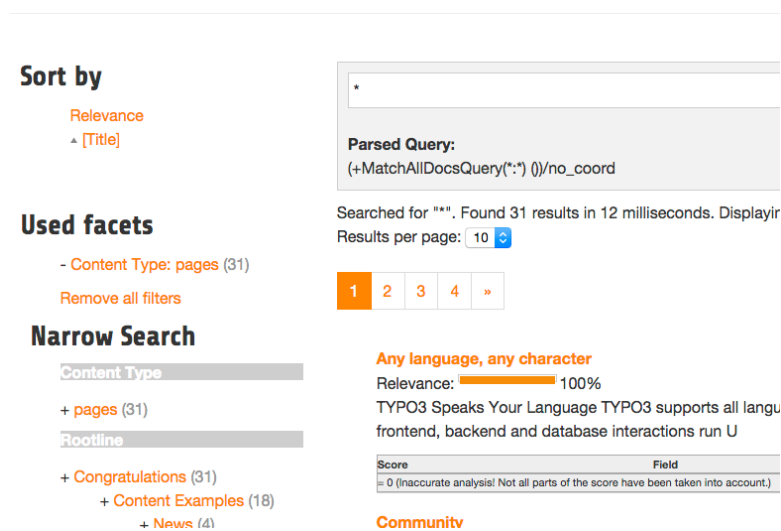 Sort by
Relevance
▲ [Title]
Used facets
- Content Type: pages (31)
Remove all filters
Narrow Search
Content Type
+ pages (31)
Rootline
+ Congratulations (31)
+ Content Examples (18)
+ News (4)
*
Parsed Query:
(+MatchAllDocsQuery(*:*) ())/no_coord
Searched for "*". Found 31 results in 12 milliseconds.
Results per page: 10
1 2 3 4 »
Any language, any character
Relevance: 100%
TYPO3 Speaks Your Language TYPO3 supports all
frontend, backend and database interactions run U
Score Field
= 0 (Inaccurate analysis! Not all parts of the score have been taken into account.)
Community